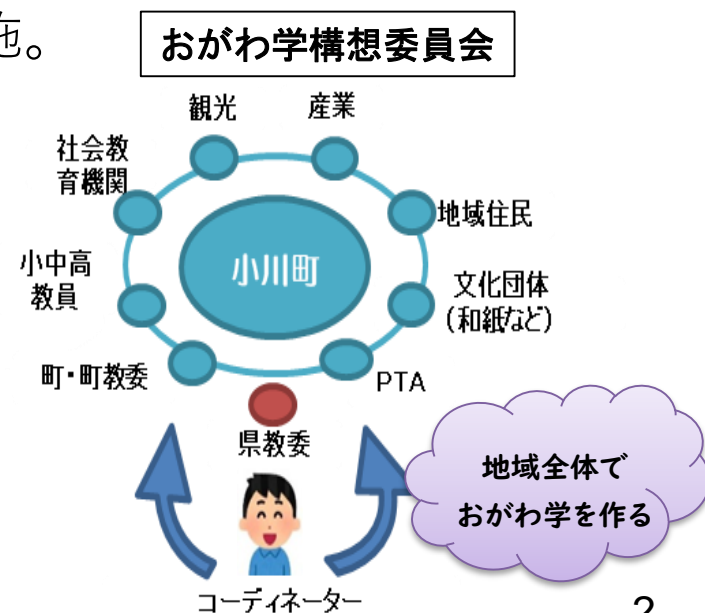 施。
おがわ学構想委員会
観光
産業
社会教
育機関
地域住民
小川町
小中高
教員
文化団体
(和紙など)
町・町教委
PTA
県教委
地域全体で
おがわ学を作る
コーディネーター
2